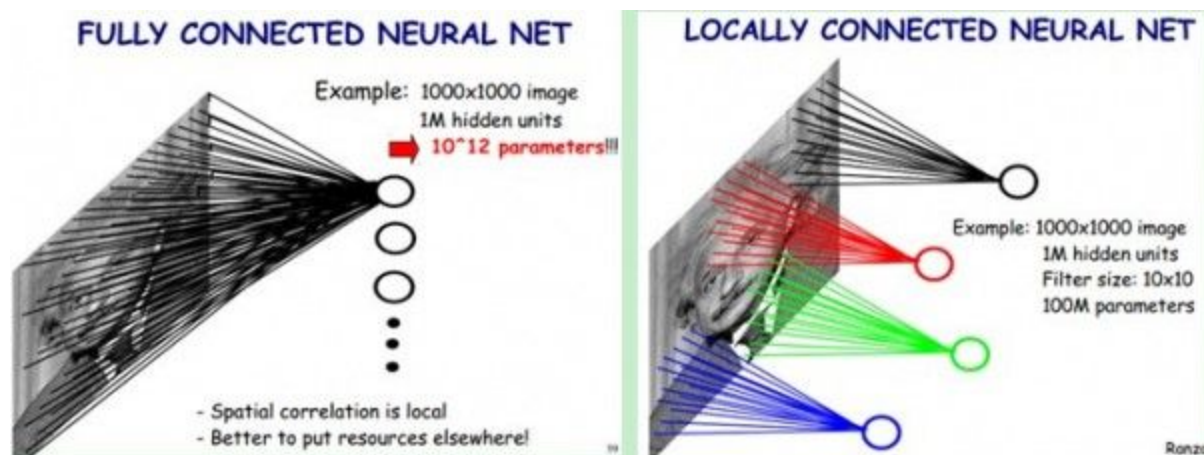 FULLY CONNECTED NEURAL NET
Example: 1000x1000 image
1M hidden units
10^12 parameters!!!
- Spatial correlation is local
- Better to put resources elsewhere!
LOCALLY CONNECTED NEURAL NET
Example: 1000x1000 image
1M hidden units
Filter size: 10x10
100M parameters